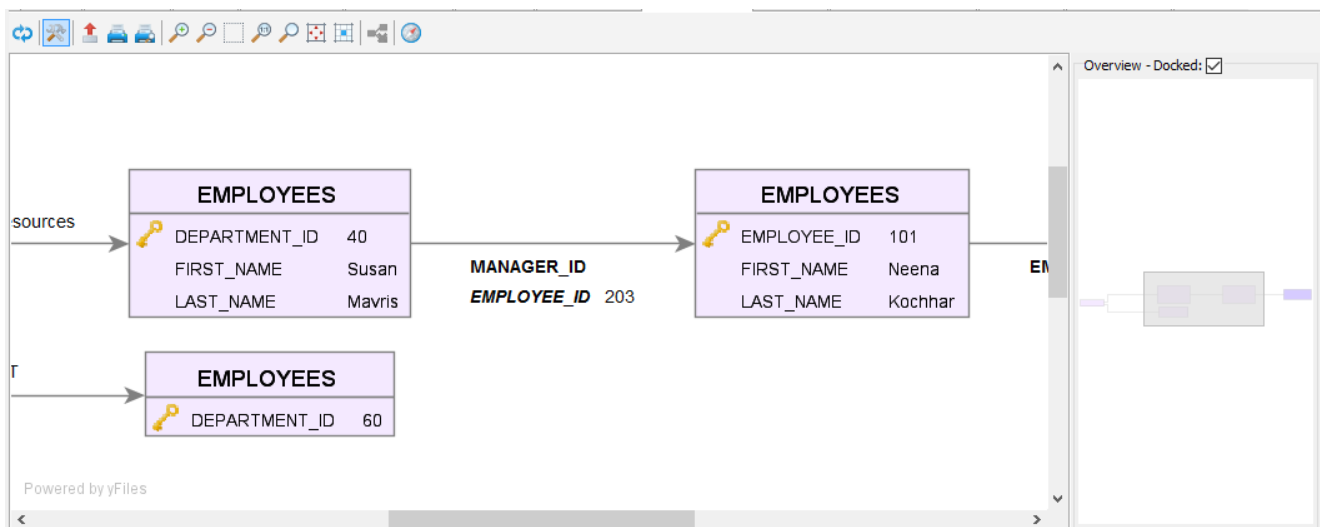 Overview - Docked:
EMPLOYEES
EMPLOYEES
sources
DEPARTMENT_ID 40
EMPLOYEE_ID 101
FIRST_NAME Susan
MANAGER_ID
FIRST_NAME Neena
EM
LAST_NAME Mavris
EMPLOYEE_ID 203
LAST_NAME Kochhar
T
EMPLOYEES
DEPARTMENT_ID 60
Powered by yFiles